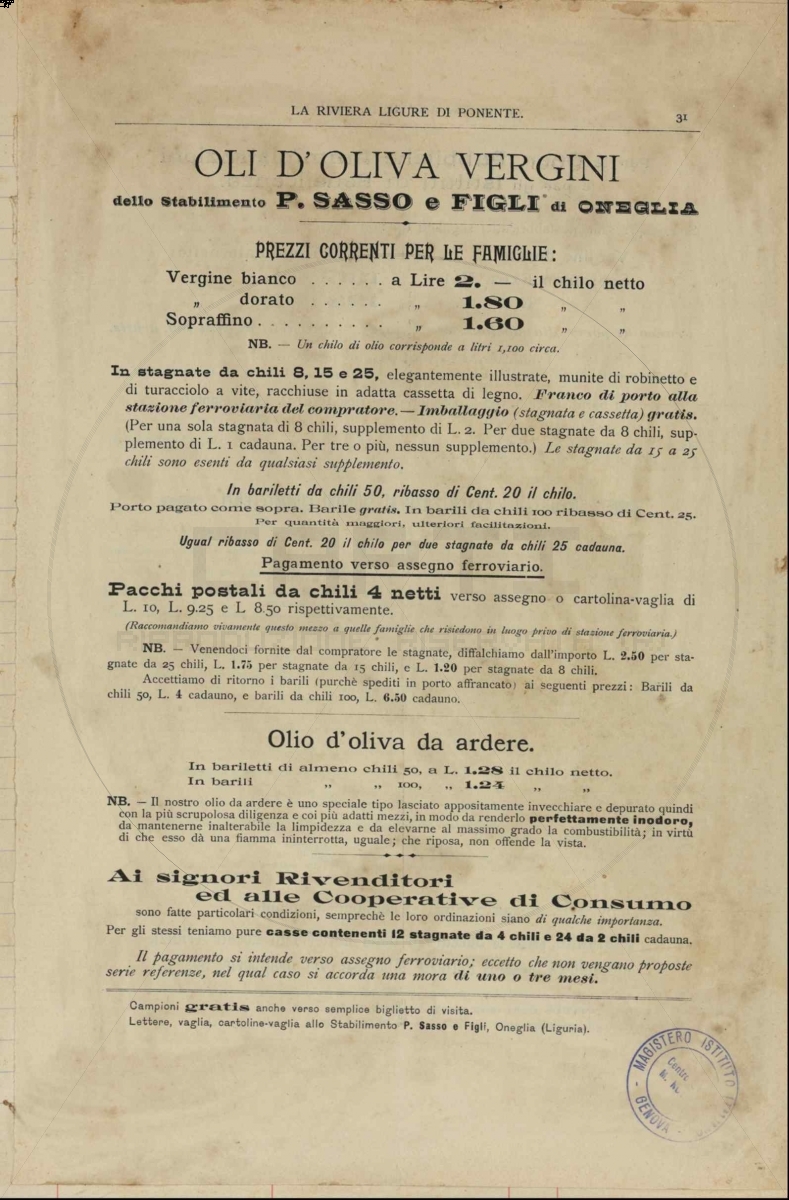 LA RIVIERA LIGURE DI PONENTE. 31
OLI D'OLIVA VERGINI
dello Stabilimento P. SASSO e FIGLI di ONEGLIA
PREZZI CORRENTI PER LE FAMIGLIE:
Vergine bianco . . . . . . a Lire 2. — il chilo netto
„ dorato . . . . . . „ 1.80 „ „
Sopraffino . . . . . . . . . . „ 1.60 „ „
NB. — Un chilo di olio corrisponde a litri 1,100 circa.
In stagnate da chili 8, 15 e 25, elegantemente illustrate, munite di robinetto e
di turacciolo a vite, racchiuse in adatta cassetta di legno. Franco di porto alla
stazione ferroviaria del compratore. — Imballaggio (stagnata e cassetta) gratis.
(Per una sola stagnata di 8 chili, supplemento di L. 2. Per due stagnate da 8 chili, sup-
plemento di L. 1 cadauna. Per tre o più, nessun supplemento.) Le stagnate da 15 a 25
chili sono esenti da qualsiasi supplemento.
In bariletti da chili 50, ribasso di Cent. 20 il chilo.
Porto pagato come sopra. Barile gratis. In barili da chili 100 ribasso di Cent. 25.
Per quantità maggiori, ulteriori facilitazioni.
Ugual ribasso di Cent. 20 il chilo per due stagnate da chili 25 cadauna.
Pagamento verso assegno ferroviario.
Pacchi postali da chili 4 netti verso assegno o cartolina-vaglia di
L. 10, L. 9.25 e L 8.50 rispettivamente.
(Raccomandiamo vivamente questo mezzo a quelle famiglie che risiedono in luogo privo di stazione ferroviaria.)
NB. — Venendoci fornite dal compratore le stagnate, diffalchiamo dall'importo L. 2.50 per sta-
gnate da 25 chili, L. 1.75 per stagnate da 15 chili, e L. 1.20 per stagnate da 8 chili.
Accettiamo di ritorno i barili (purchè spediti in porto affrancato) ai seguenti prezzi: Barili da
chili 50, L. 4 cadauno, e barili da chili 100, L. 6.50 cadauno.
Olio d'oliva da ardere.
In bariletti di almeno chili 50, a L. 1.28 il chilo netto.
In barili „ „ 100, „ 1.24 „ „
NB. — Il nostro olio da ardere è uno speciale tipo lasciato appositamente invecchiare e depurato quindi
con la più scrupolosa diligenza e coi più adatti mezzi, in modo da renderlo perfettamente inodoro,
da mantenerne inalterabile la limpidezza e da elevarne al massimo grado la combustibilità; in virtù
di che esso dà una fiamma ininterrotta, uguale; che riposa, non offende la vista.
Ai signori Rivenditori
ed alle Cooperative di Consumo
sono fatte particolari condizioni, semprechè le loro ordinazioni siano di qualche importanza.
Per gli stessi teniamo pure casse contenenti 12 stagnate da 4 chili e 24 da 2 chili cadauna.
Il pagamento si intende verso assegno ferroviario; eccetto che non vengano proposte
serie referenze, nel qual caso si accorda una mora di uno o tre mesi.
Campioni gratis anche verso semplice biglietto di visita.
Lettere, vaglia, cartoline-vaglia allo Stabilimento P. Sasso e Figli, Oneglia (Liguria).
MAGISTERO ISTITUTO
GENOVA